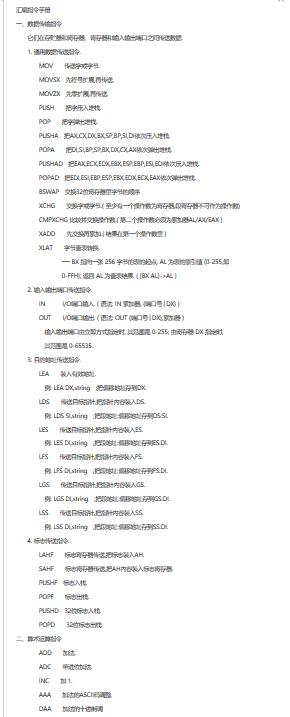 汇编指令手册
一、数据传输指令
它们在存贮器和寄存器、寄存器和输入输出端口之间传送数据.
1. 通用数据传送指令.
MOV 传送字或字节.
MOVSX 先符号扩展,再传送.
MOVZX 先零扩展,再传送.
PUSH 把字压入堆栈.
POP 把字弹出堆栈.
PUSHA 把AX,CX,DX,BX,SP,BP,SI,DI依次压入堆栈.
POPA 把DI,SI,BP,SP,BX,DX,CX,AX依次弹出堆栈.
PUSHAD 把EAX,ECX,EDX,EBX,ESP,EBP,ESI,EDI依次压入堆栈.
POPAD 把EDI,ESI,EBP,ESP,EBX,EDX,ECX,EAX依次弹出堆栈.
BSWAP 交换32位寄存器里字节的顺序
XCHG 交换字或字节.( 至少有一个操作数为寄存器,段寄存器不可作为操作数)
CMPXCHG 比较并交换操作数.( 第二个操作数必须为累加器AL/AX/EAX )
XADD 先交换再累加.( 结果在第一个操作数里 )
XLAT 字节查表转换.
── BX 指向一张 256 字节的表的起点, AL 为表的索引值 (0-255,即
0-FFH); 返回 AL 为查表结果. ( [BX AL]->AL )
2. 输入输出端口传送指令.
IN I/O端口输入. ( 语法: IN 累加器, {端口号│DX} )
OUT I/O端口输出. ( 语法: OUT {端口号│DX},累加器 )
输入输出端口由立即方式指定时, 其范围是 0-255; 由寄存器 DX 指定时,
其范围是 0-65535.
3. 目的地址传送指令.
LEA 装入有效地址.
例: LEA DX,string ;把偏移地址存到DX.
LDS 传送目标指针,把指针内容装入DS.
例: LDS SI,string ;把段地址:偏移地址存到DS:SI.
LES 传送目标指针,把指针内容装入ES.
例: LES DI,string ;把段地址:偏移地址存到ES:DI.
LFS 传送目标指针,把指针内容装入FS.
例: LFS DI,string ;把段地址:偏移地址存到FS:DI.
LGS 传送目标指针,把指针内容装入GS.
例: LGS DI,string ;把段地址:偏移地址存到GS:DI.
LSS 传送目标指针,把指针内容装入SS.
例: LSS DI,string ;把段地址:偏移地址存到SS:DI.
4. 标志传送指令.
LAHF 标志寄存器传送,把标志装入AH.
SAHF 标志寄存器传送,把AH内容装入标志寄存器.
PUSHF 标志入栈.
POPF 标志出栈.
PUSHD 32位标志入栈.
POPD 32位标志出栈.
二、算术运算指令
ADD 加法.
ADC 带进位加法.
INC 加 1.
AAA 加法的ASCII码调整.
DAA 加法的十进制调